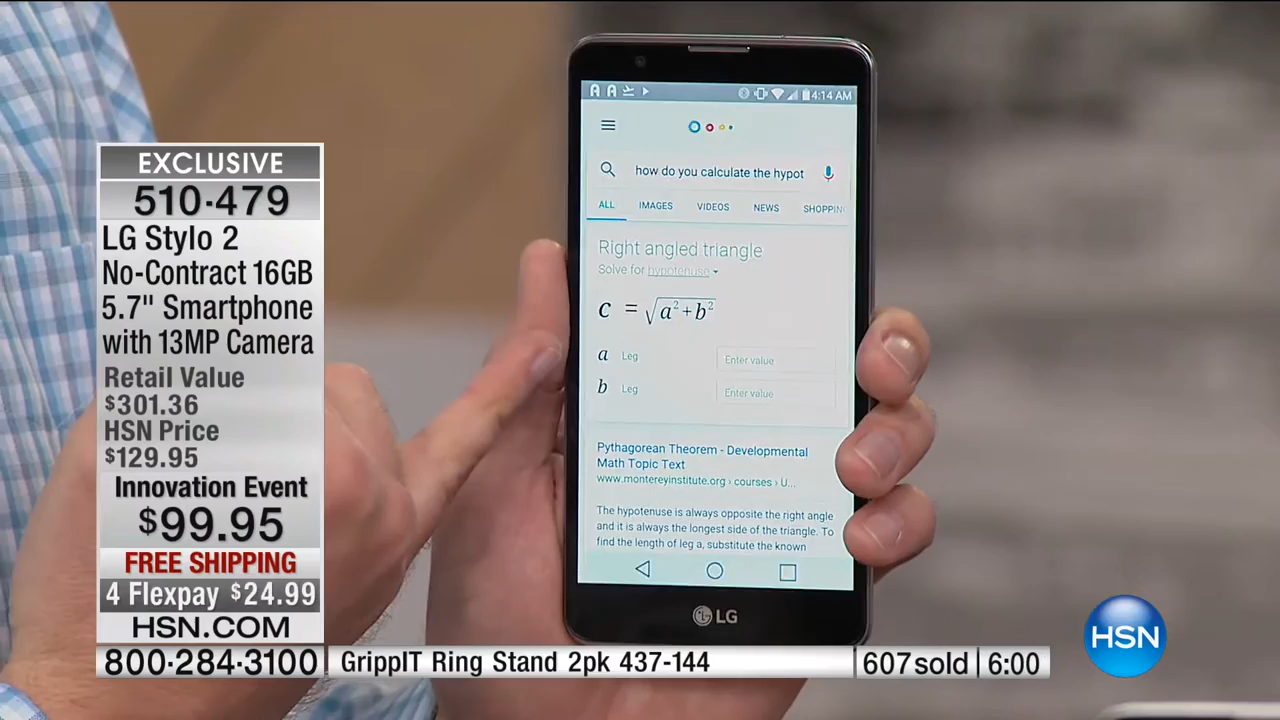 EXCLUSIVE
510-479
LG Stylo 2
No-Contract 16GB
5.7" Smartphone
with 13MP Camera
Retail Value
$301.36
HSN Price
$129.95
Innovation Event
$99.95
FREE SHIPPING
4 Flexpay $24.99
HSN.COM
800-284-3100
GrippIT Ring Stand 2pk 437-144
607 sold
6:00
HSN
4:14 AM
how do you calculate the hypot
ALL IMAGES VIDEOS NEWS SHOPPIN
Right angled triangle
Solve for hypotenuse
c = √a²+b²
a Leg Enter value
b Leg Enter value
Pythagorean Theorem - Developmental
Math Topic Text
www.montereyinstitute.org › courses › U...
The hypotenuse is always opposite the right angle
and it is always the longest side of the triangle. To
find the length of leg a, substitute the known
LG